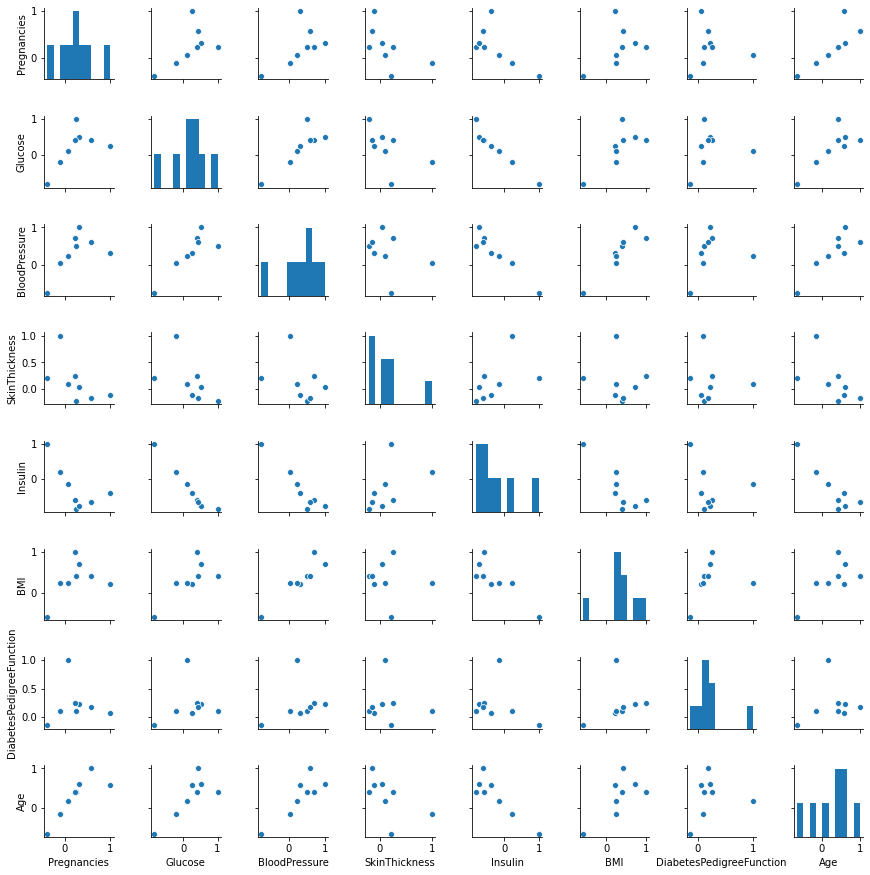 Pregnancies
1
0
Glucose
1
0
BloodPressure
1
0
SkinThickness
1.0
0.5
0.0
Insulin
1
0
BMI
1
0
DiabetesPedigreeFunction
1.0
0.5
0.0
Age
1
0
0 1 0 1 0 1 0 1 0 1 0 1 0 1 0 1
Pregnancies Glucose BloodPressure SkinThickness Insulin BMI DiabetesPedigreeFunction Age